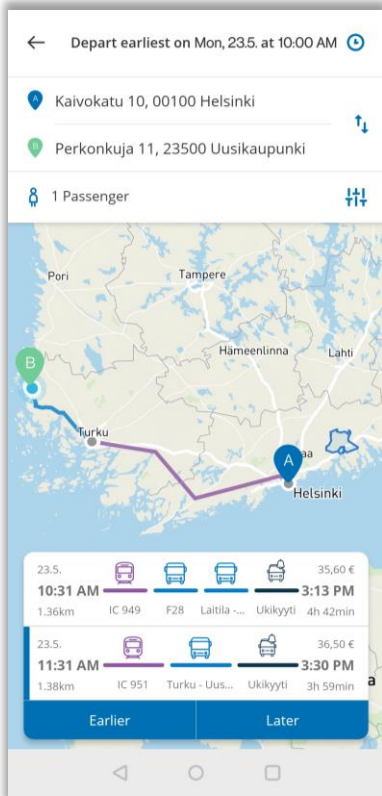 Depart earliest on Mon, 23.5. at 10:00 AM
A Kaivokatu 10, 00100 Helsinki
B Perkonkuja 11, 23500 Uusikaupunki
1 Passenger
Pori
Tampere
Hämeenlinna
Lahti
B
Turku
A
aa
Helsinki
23.5. 35,60 €
10:31 AM 3:13 PM
1.36km IC 949 F28 Laitila -... Ukikyyti 4h 42min
23.5. 36,50 €
11:31 AM 3:30 PM
1.38km IC 951 Turku - Uus... Ukikyyti 3h 59min
a
Earlier Later